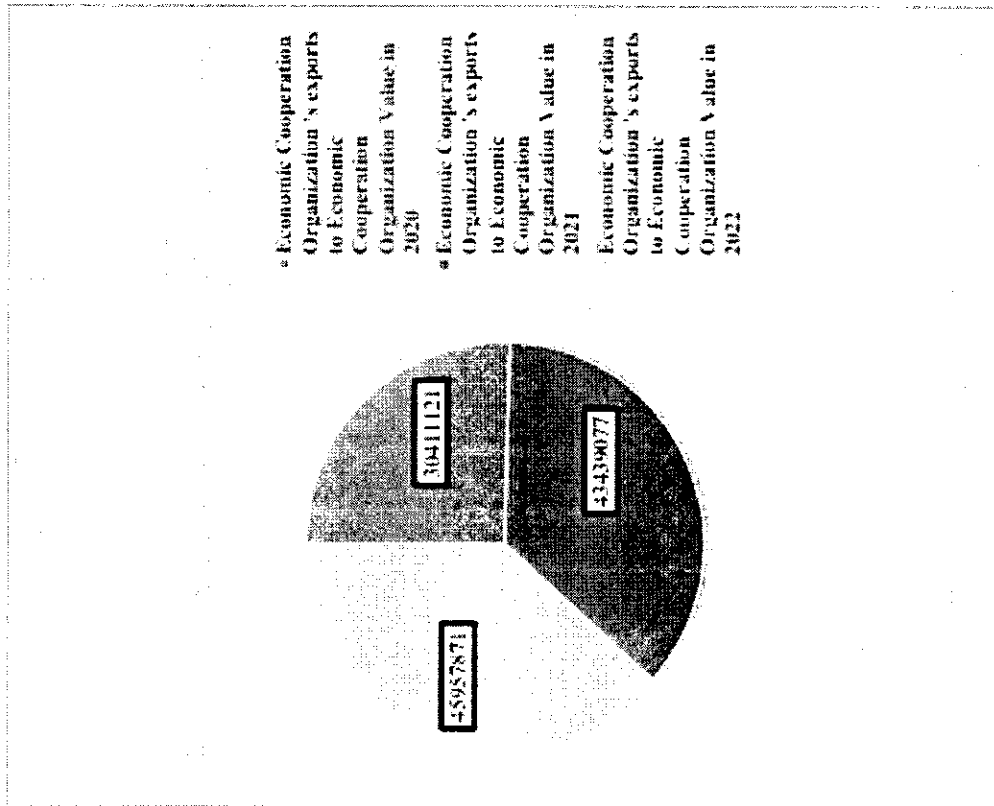 Economic Cooperation
Organization 's exports
to Economic
Cooperation
Organization Value in
2020
Economic Cooperation
Organization 's exports
to Economic
Cooperation
Organization Value in
2021
Economic Cooperation
Organization 's exports
to Economic
Cooperation
Organization Value in
2022
30411121
43439077
45957871